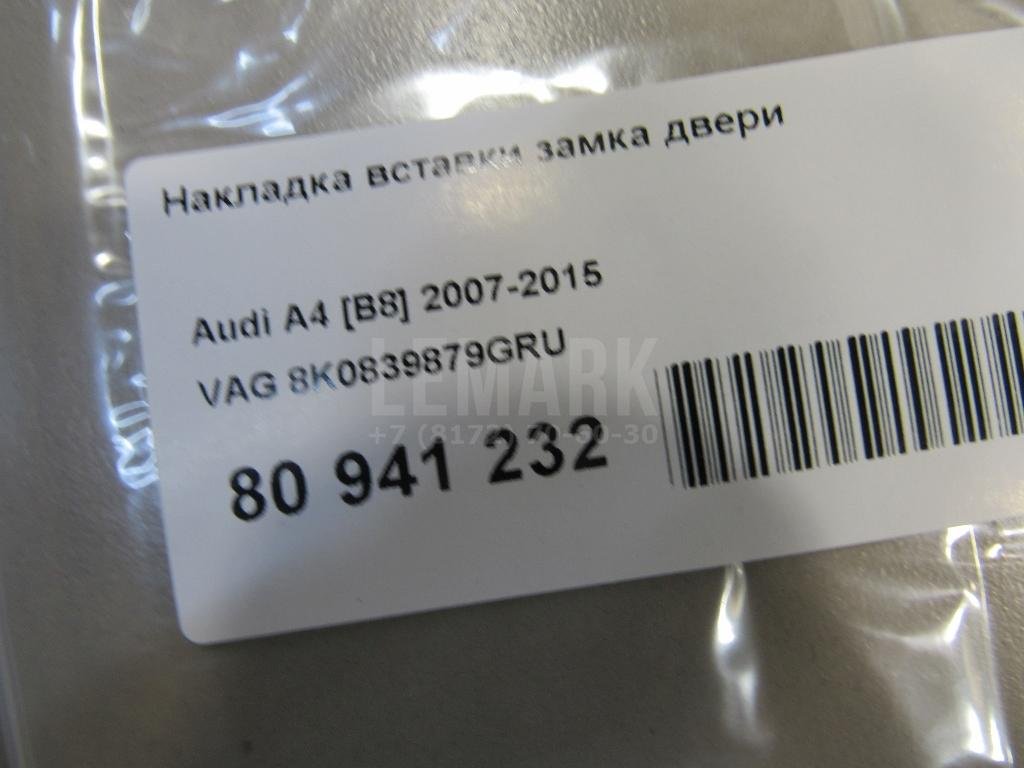 Накладка вставки замка двери
Audi A4 [B8] 2007-2015
VAG 8K0839879GRU
LEMARK
80 941 232